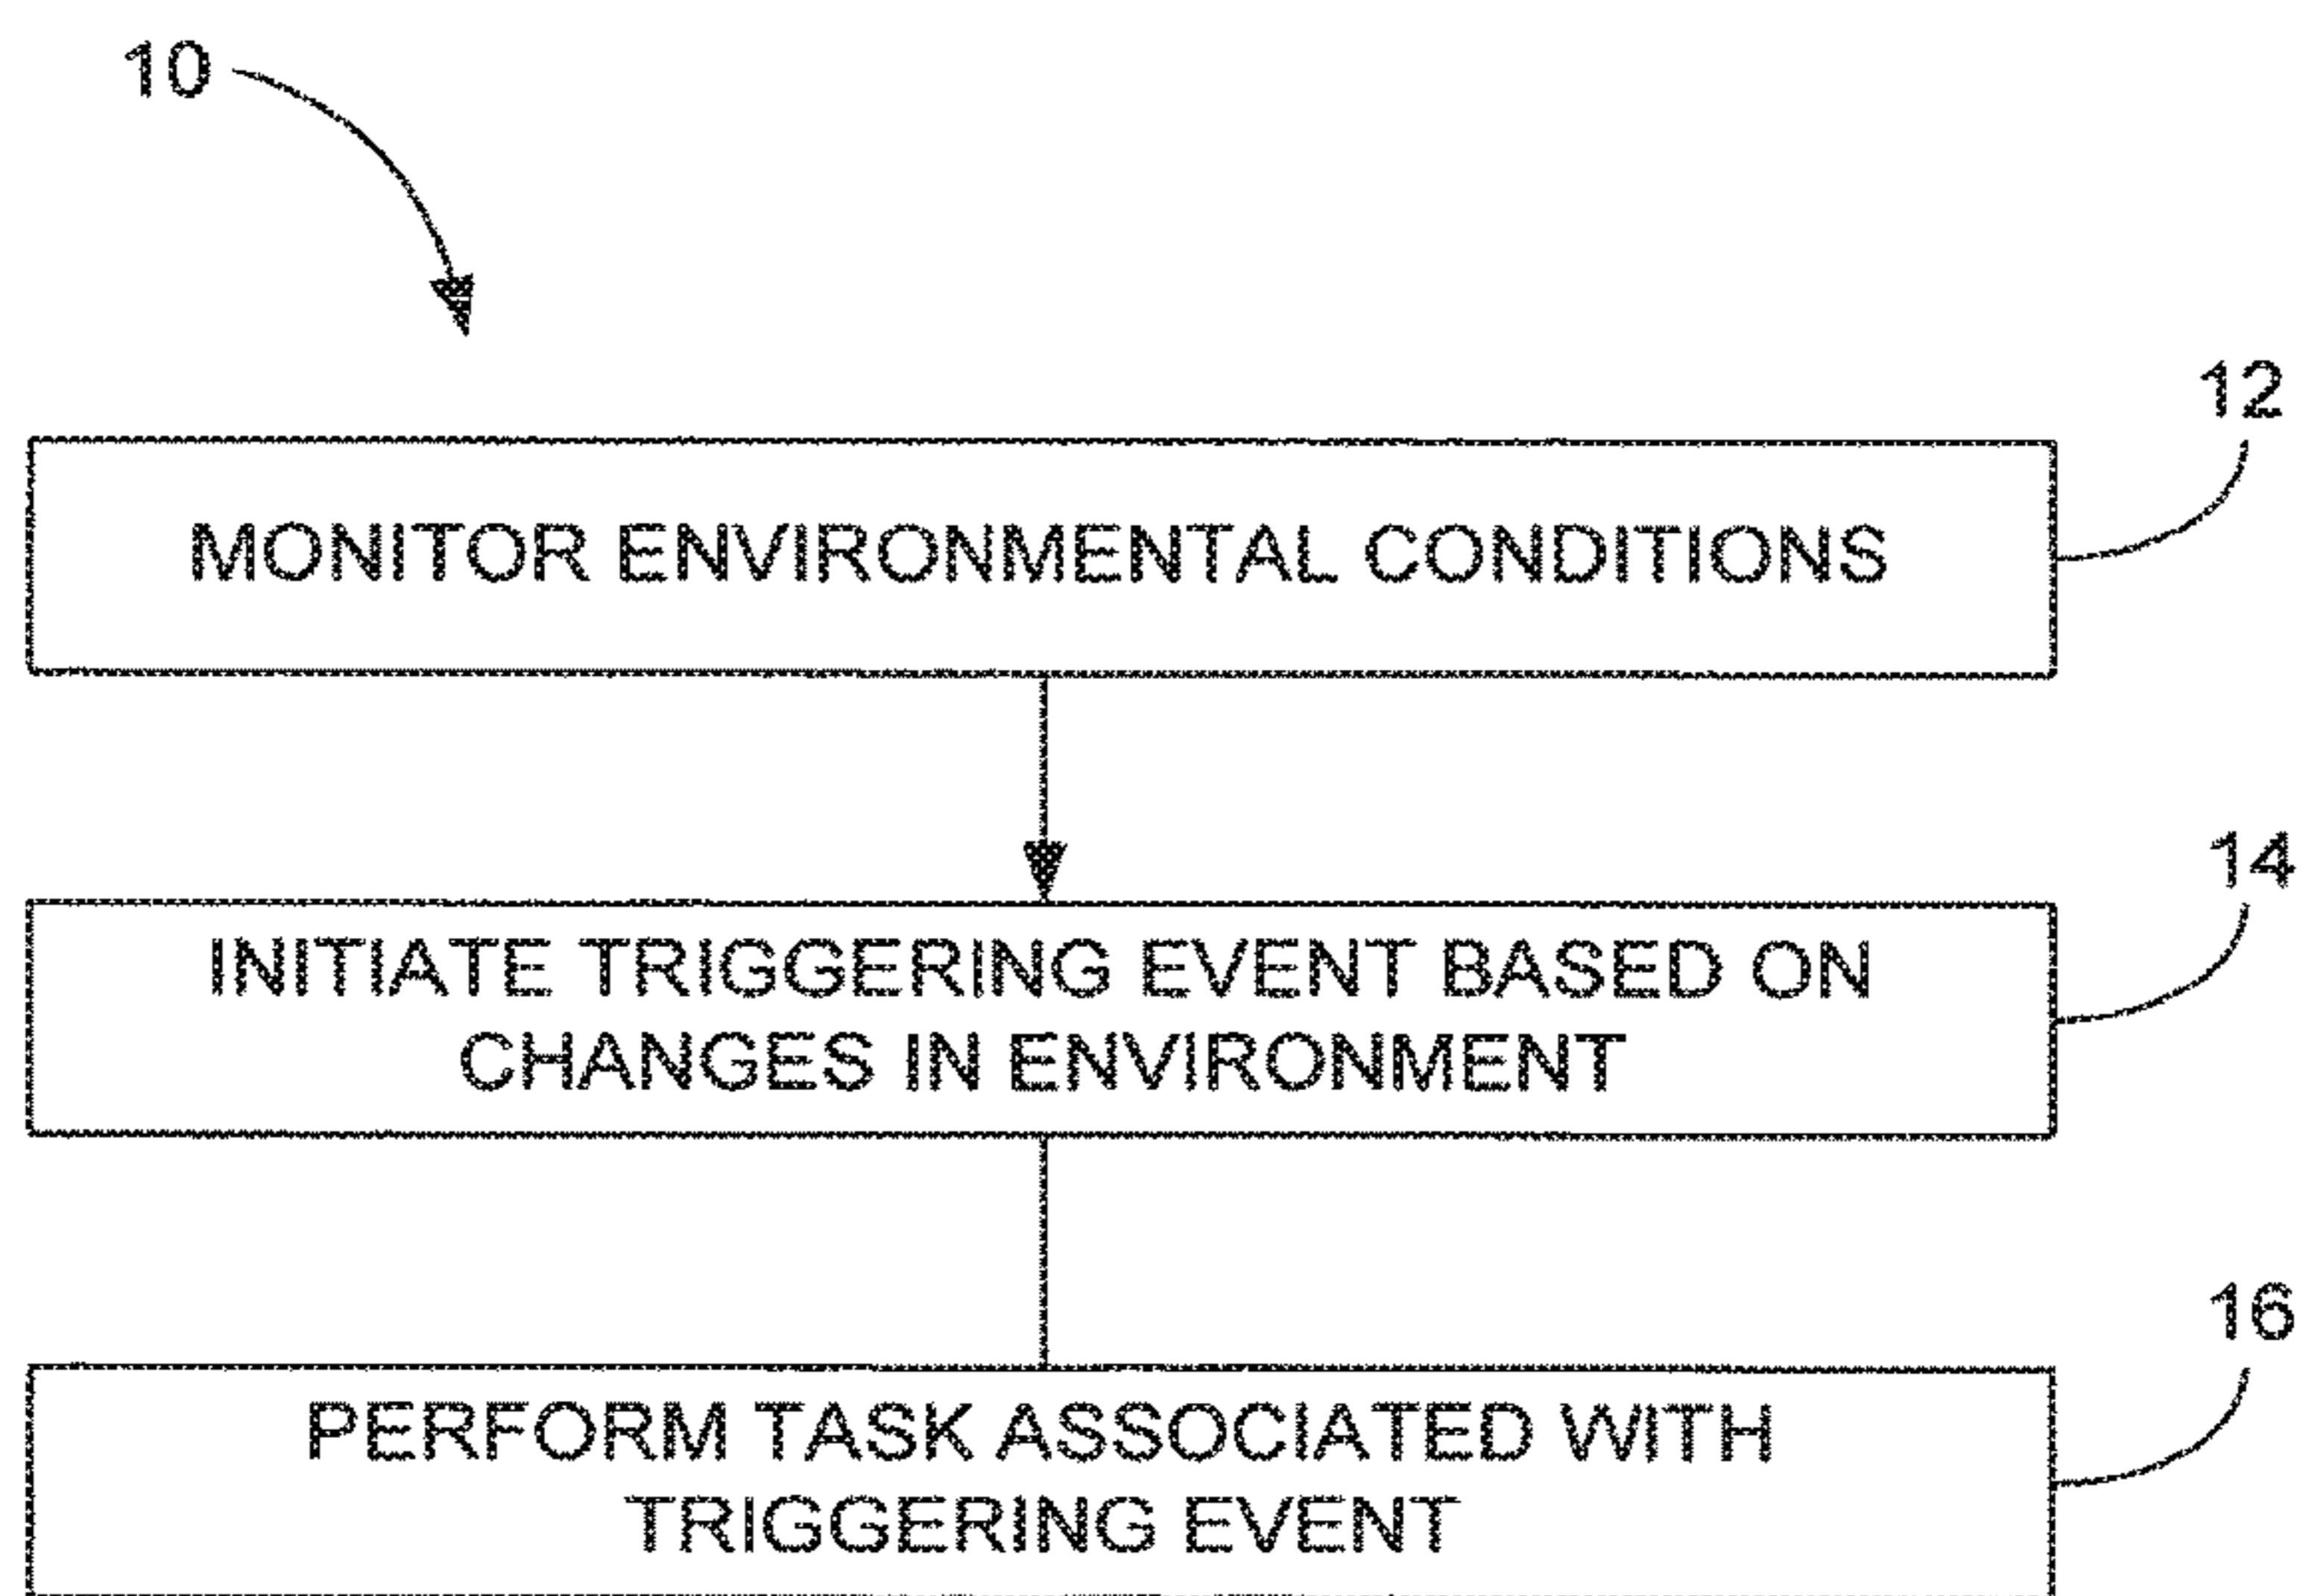 10
12
MONITOR ENVIRONMENTAL CONDITIONS
14
INITIATE TRIGGERING EVENT BASED ON
CHANGES IN ENVIRONMENT
16
PERFORM TASK ASSOCIATED WITH
TRIGGERING EVENT